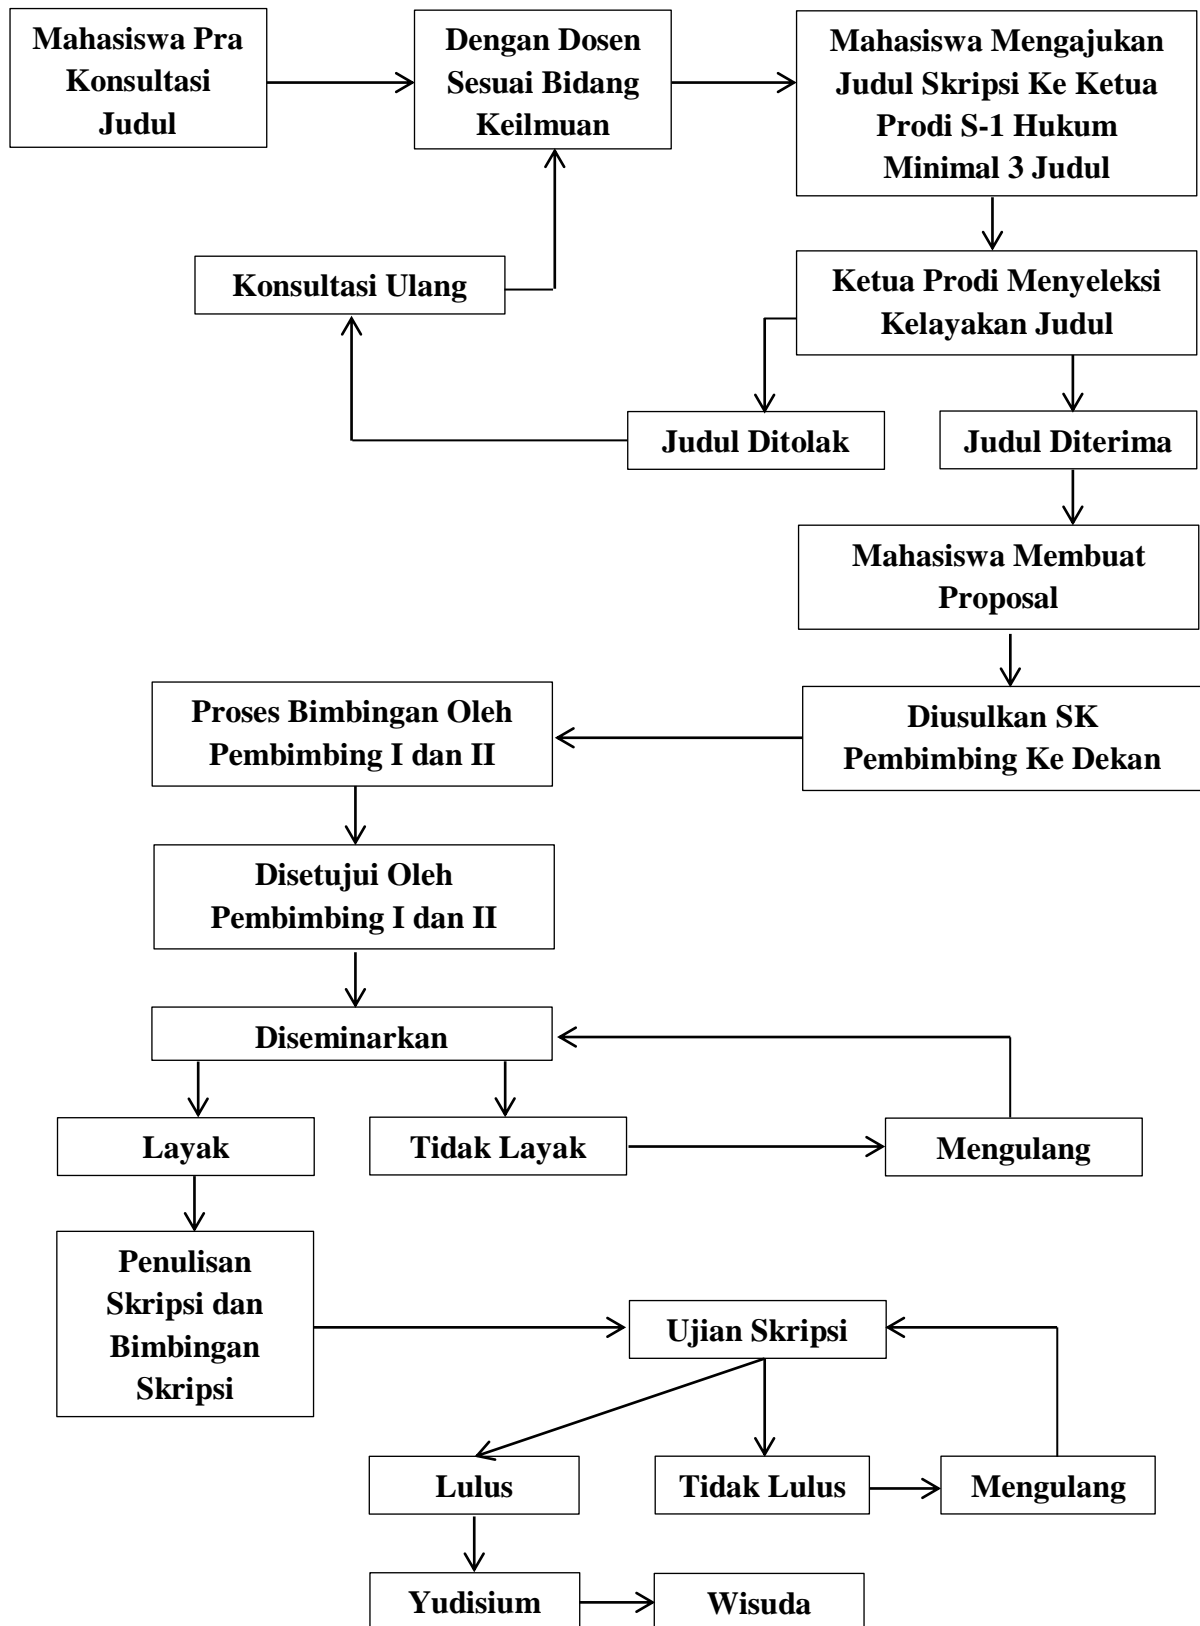 Mahasiswa Pra
Konsultasi
Judul
Dengan Dosen
Sesuai Bidang
Keilmuan
Mahasiswa Mengajukan
Judul Skripsi Ke Ketua
Prodi S-1 Hukum
Minimal 3 Judul
Konsultasi Ulang
Ketua Prodi Menyeleksi
Kelayakan Judul
Judul Ditolak
Judul Diterima
Mahasiswa Membuat
Proposal
Diusulkan SK
Pembimbing Ke Dekan
Proses Bimbingan Oleh
Pembimbing I dan II
Disetujui Oleh
Pembimbing I dan II
Diseminarkan
Layak
Tidak Layak
Mengulang
Penulisan
Skripsi dan
Bimbingan
Skripsi
Ujian Skripsi
Lulus
Tidak Lulus
Mengulang
Yudisium
Wisuda